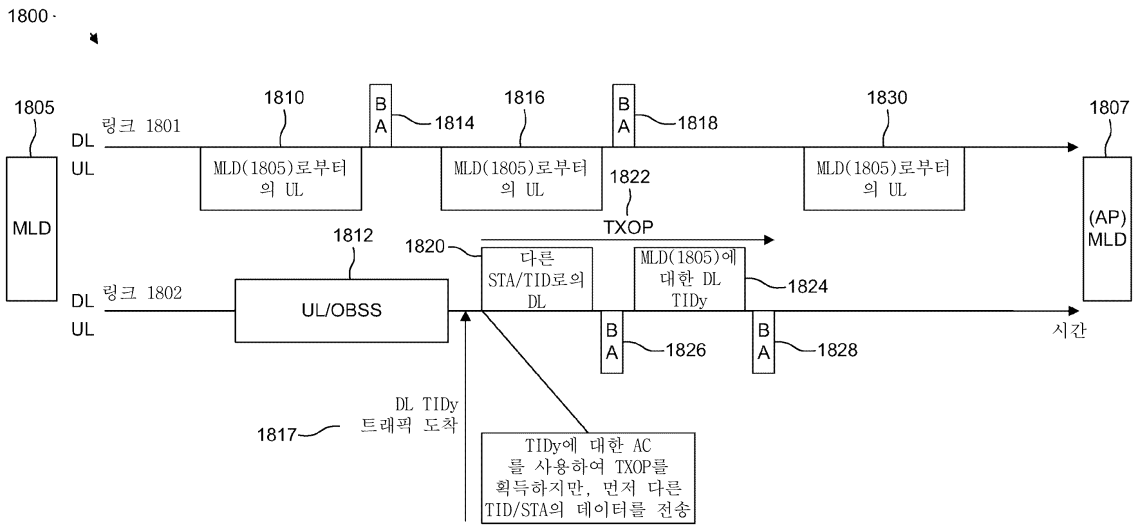 1800
1805
MLD
DL
UL
링크 1801
1810
MLD(1805)로부터
의 UL
B
A
1814
1816
MLD(1805)로부터
의 UL
B
A
1818
1830
MLD(1805)로부터
의 UL
1807
(AP)
MLD
1822
TXOP
DL
UL
링크 1802
1812
UL/OBSS
1820
다른
STA/TID로의
DL
MLD(1805)에
대한 DL
TIDy
1824
B
A
1826
B
A
1828
시간
1817
DL TIDy
트래픽 도착
TIDy에 대한 AC
를 사용하여 TXOP를
획득하지만, 먼저 다른
TID/STA의 데이터를 전송